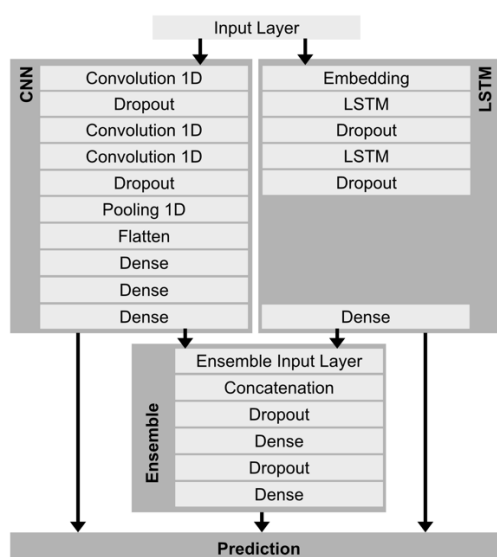 Input Layer
CNN
Convolution 1D
Dropout
Convolution 1D
Convolution 1D
Dropout
Pooling 1D
Flatten
Dense
Dense
Dense
LSTM
Embedding
LSTM
Dropout
LSTM
Dropout
Dense
Ensemble
Ensemble Input Layer
Concatenation
Dropout
Dense
Dropout
Dense
Prediction